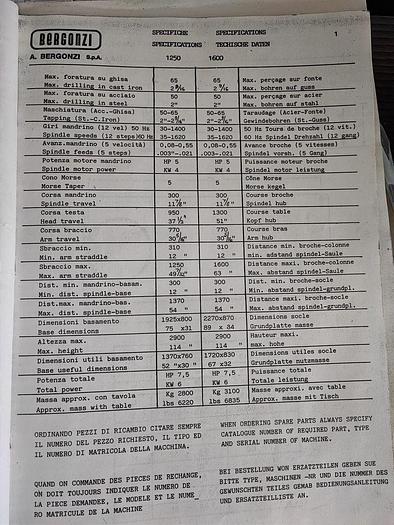 BERGONZI
A. BERGONZI S.p.A.
SPECIFICHE SPECIFICATIONS 1
SPECIFICATIONS TECHISCHE DATEN
1250 1600
Max. foratura su ghisa 65 65 Max. perçage sur fonte
Max. drilling in cast iron 2 9/16 2 9/16 Max. bohren auf guss
Max. foratura su acciaio 50 50 Max. perçage sur acier
Max. drilling in steel 2" 2" Max. bohren auf stahl
Maschiatura (Acc.-Ghisa) 50-65 50-65 Taraudage (Acier-Fonte)
Tapping (St.-C.Iron) 2"-2 9/16" 2"-2 9/16" Gewindebohren (St.-Guss)
Giri mandrino (12 vel) 50 Hz 30-1400 30-1400 50 Hz Tours de broche (12 vit.)
Spindle speeds (12 steps)60 Hz 35-1620 35-1620 60 Hz Spindel Drehzahl (12 gang)
Avanz.mandrino (5 velocità) 0,08-0,55 0,08-0,55 Avance broche (5 vitesses)
Spindle feeds (5 steps) .003"-.021 .003-.021 Spindel vorsh. (5 Gang)
Potenza motore mandrino HP 5 HP 5 Puissance moteur broche
Spindle motor power KW 4 KW 4 Spindel motor leistung
Cono Morse 5 5 Cône Morse
Morse Taper Morse kegel
Corsa mandrino 300 300 Course broche
Spindle travel 11 7/8" 11 7/8" Spindel hub
Corsa testa 950 1300 Course table
Head travel 37 51" Kopf hub
Corsa braccio 770 770 Course bras
Arm travel 30 30 Arm hub
Sbraccio min. 310 310 Distance min. broche-colonne
Min. arm straddle 12 " 12 " min. adstand spindel-Saule
Sbraccio max. 1250 1600 Distance maxi. broche-colonne
Max. arm straddle 49 " 63 " Max. abstand spindel-Saule
Dist. min. mandrino-basam. 300 300 Distance min. broche-socle
Min. dist. spindle-base 12 " 12 " Min. abstand spindel-grundpl.
Dist.max. mandrino-bas. 1370 1370 Distance maxi. broche-socle
Max. dist. spindle-base 54 " 54 " Max. abstand spindel-grundpl.
Dimensioni basamento 1925x800 2270x870 Dimensions socle
Base dimensions 75 x31 89 x 34 Grundplatte masse
Altezza max. 2900 2900 Hauteur maxi.
Max. height 114 " 114 " max. hohe
Dimensioni utili basamento 1370x760 1720x830 Dimensions utiles socle
Base useful dimensions 52 "x30 " 67 x32 Grundplatte nutzmasse
Potenza totale HP 7,5 HP 7,5 Puissance totale
Total power KW 6 KW 6 Totale leistung
Massa approx. con tavola Kg 2800 Kg 3100 Masse approxi. avec table
Approx. mass with table lbs 6220 lbs 6835 Approx. masse mit Tisch
ORDINANDO PEZZI DI RICAMBIO CITARE SEMPRE
IL NUMERO DEL PEZZO RICHIESTO, IL TIPO ED
IL NUMERO DI MATRICOLA DELLA MACCHINA.
WHEN ORDERING SPARE PARTS ALWAYS SPECIFY
CATALOGUE NUMBER OF REQUIRED PART, TYPE
AND SERIAL NUMBER OF MACHINE.
QUAND ON COMMANDE DES PIECES DE RECHANGE,
ON DOIT TOUJOURS INDIQUER LE NUMERO DE
LA PIECE DEMANDEE, LE MODELE ET LE NUME_
RO MATRICULE DE LA MACHINE
BEI BESTELLUNG WON ERZATZTEILEN GEBEN SUE
BITTE TYPE, MASCHINEN -NR UND DIE NUMMER DES
GEWUNSCHTEN TEILES GEMAB BEDIENUNGSANLEITUNG
UND ERSATZTEILLISTE AN.